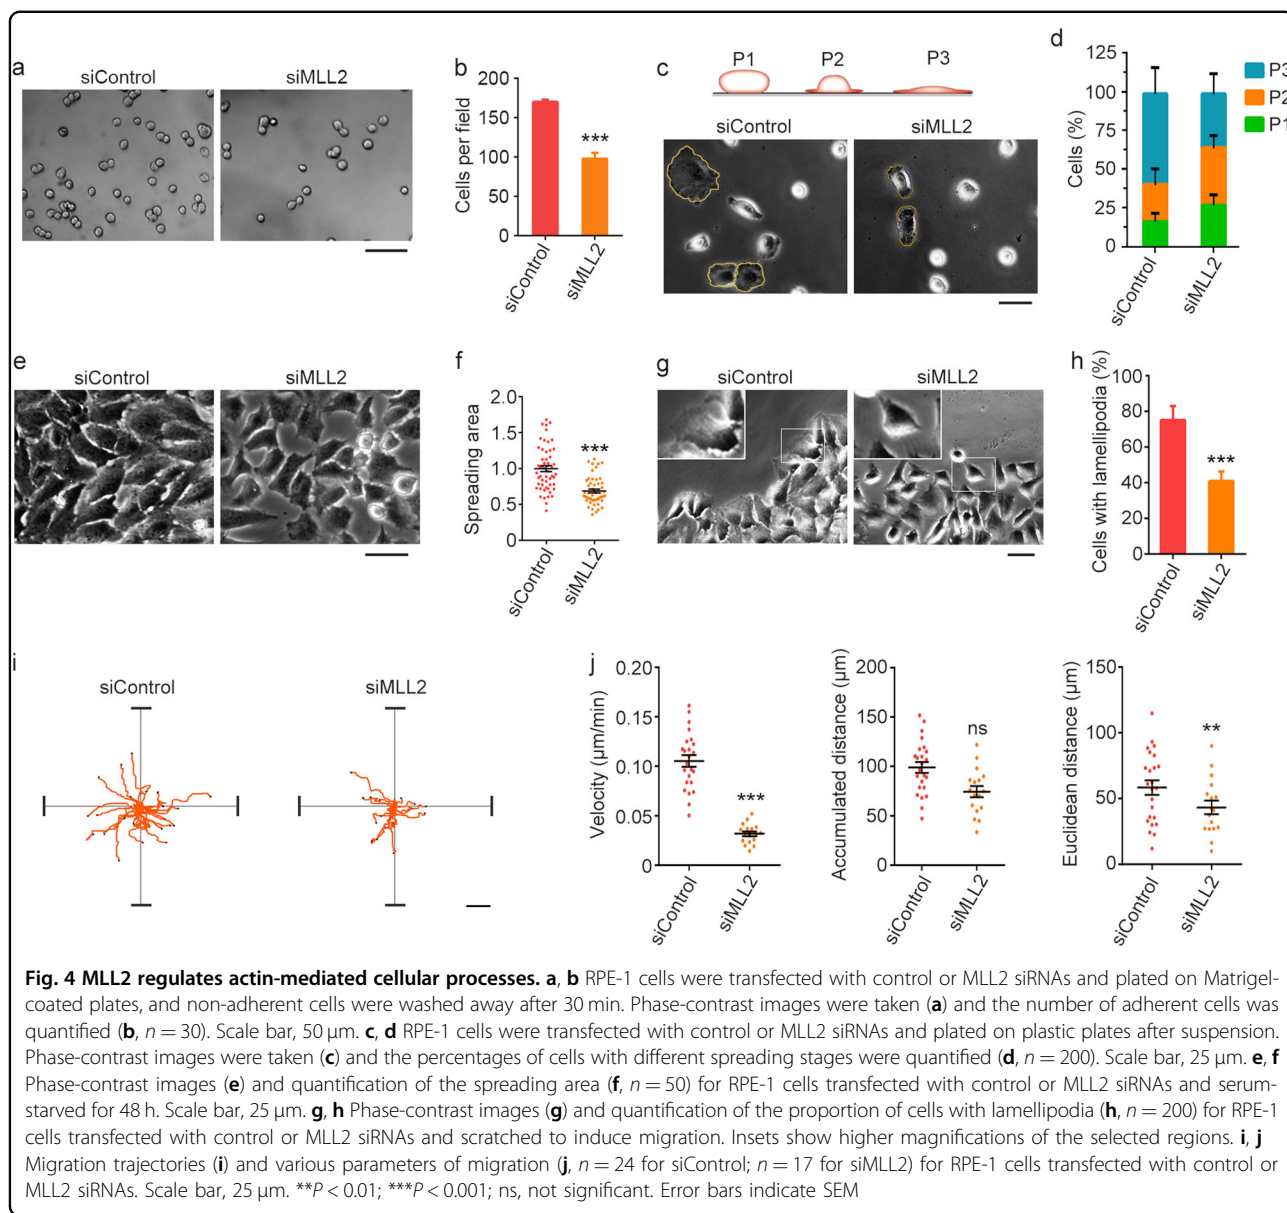 a
siControl
siMLL2
b
200
150
100
50
0
Cells per field
***
siControl
siMLL2
c
P1
P2
P3
siControl
siMLL2
d
125
100
75
50
25
0
Cells (%)
P3
P2
P1
siControl
siMLL2
e
siControl
siMLL2
f
2.0
1.5
1.0
0.5
0
Spreading area
***
siControl
siMLL2
g
siControl
siMLL2
h
100
80
60
40
20
0
Cells with lamellipodia (%)
***
siControl
siMLL2
i
siControl
siMLL2
j
0.20
0.15
0.10
0.05
0
Velocity (µm/min)
***
siControl
siMLL2
200
150
100
50
0
Accumulated distance (µm)
ns
siControl
siMLL2
150
100
50
0
Euclidean distance (µm)
**
siControl
siMLL2
Fig. 4 MLL2 regulates actin-mediated cellular processes. a, b RPE-1 cells were transfected with control or MLL2 siRNAs and plated on Matrigel-
coated plates, and non-adherent cells were washed away after 30 min. Phase-contrast images were taken (a) and the number of adherent cells was
quantified (b, n = 30). Scale bar, 50 µm. c, d RPE-1 cells were transfected with control or MLL2 siRNAs and plated on plastic plates after suspension.
Phase-contrast images were taken (c) and the percentages of cells with different spreading stages were quantified (d, n = 200). Scale bar, 25 µm. e, f
Phase-contrast images (e) and quantification of the spreading area (f, n = 50) for RPE-1 cells transfected with control or MLL2 siRNAs and serum-
starved for 48 h. Scale bar, 25 µm. g, h Phase-contrast images (g) and quantification of the proportion of cells with lamellipodia (h, n = 200) for RPE-1
cells transfected with control or MLL2 siRNAs and scratched to induce migration. Insets show higher magnifications of the selected regions. i, j
Migration trajectories (i) and various parameters of migration (j, n = 24 for siControl; n = 17 for siMLL2) for RPE-1 cells transfected with control or
MLL2 siRNAs. Scale bar, 25 µm. **P < 0.01; ***P < 0.001; ns, not significant. Error bars indicate SEM